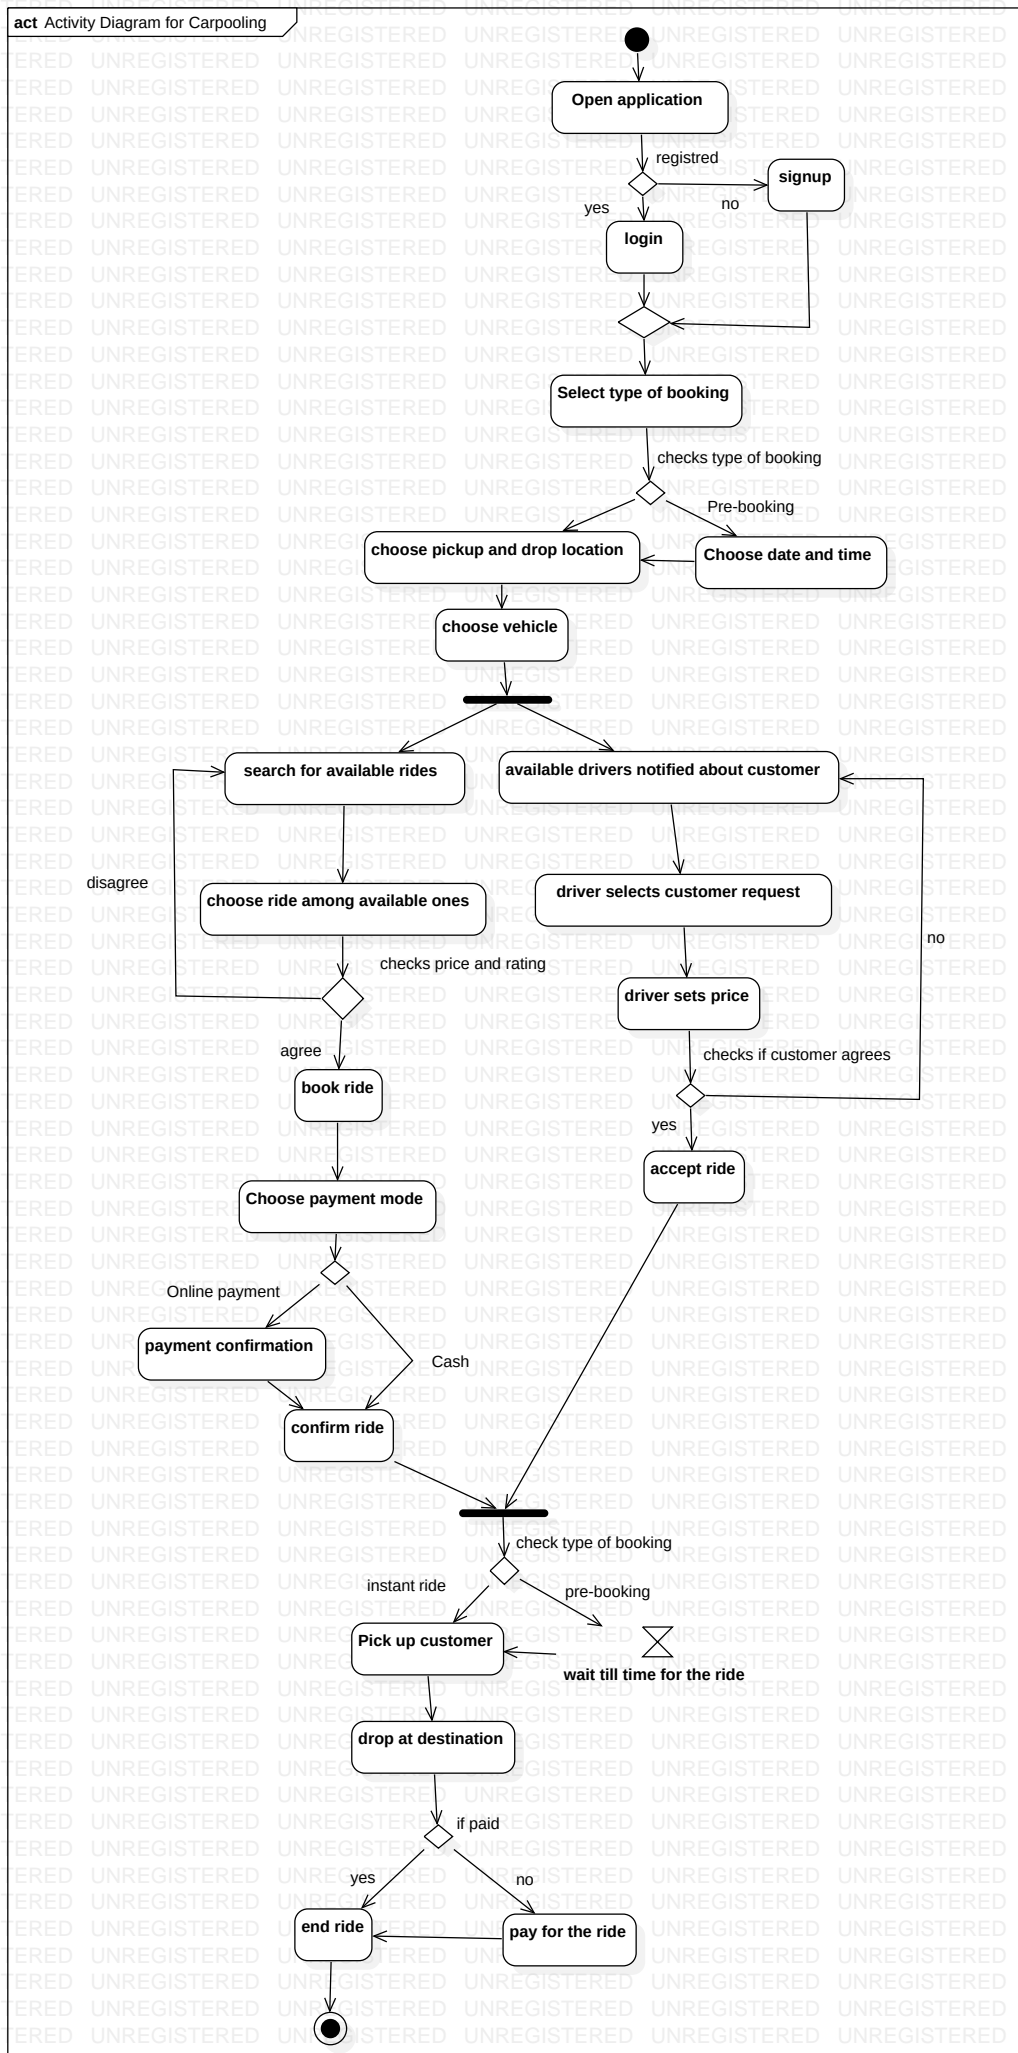 act Activity Diagram for Carpooling
Open application
registred
signup
yes
no
login
Select type of booking
checks type of booking
Pre-booking
choose pickup and drop location
Choose date and time
choose vehicle
search for available rides
available drivers notified about customer
disagree
choose ride among available ones
driver selects customer request
no
checks price and rating
driver sets price
agree
checks if customer agrees
book ride
yes
accept ride
Choose payment mode
Online payment
payment confirmation
Cash
confirm ride
check type of booking
instant ride
pre-booking
Pick up customer
wait till time for the ride
drop at destination
if paid
yes
no
end ride
pay for the ride
UNREGISTERED